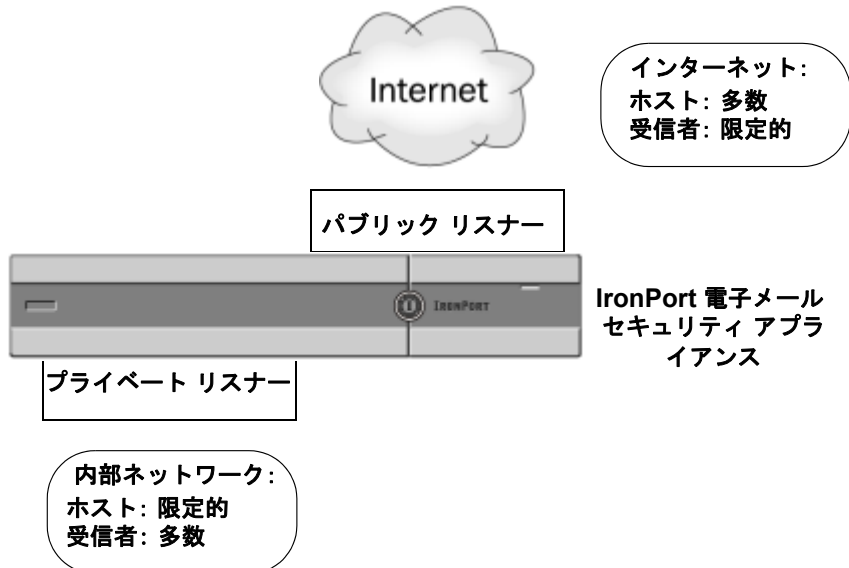 Internet
インターネット:
ホスト: 多数
受信者: 限定的
パブリック リスナー
IRONPORT
IronPort 電子メール
セキュリティ アプラ
イアンス
プライベート リスナー
内部ネットワーク:
ホスト: 限定的
受信者: 多数